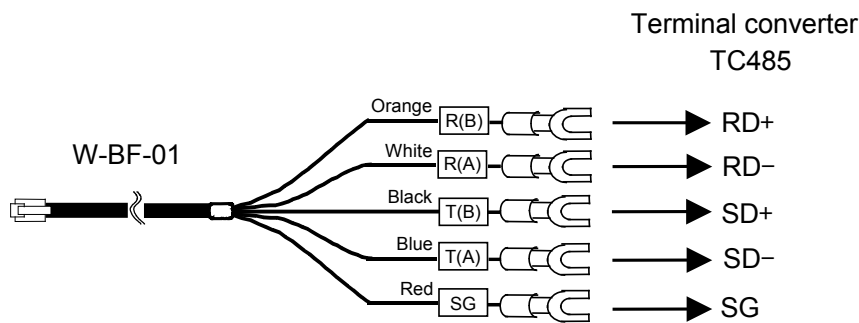 Terminal converter
TC485
W-BF-01
Orange R(B) RD+
White R(A) RD−
Black T(B) SD+
Blue T(A) SD−
Red SG SG